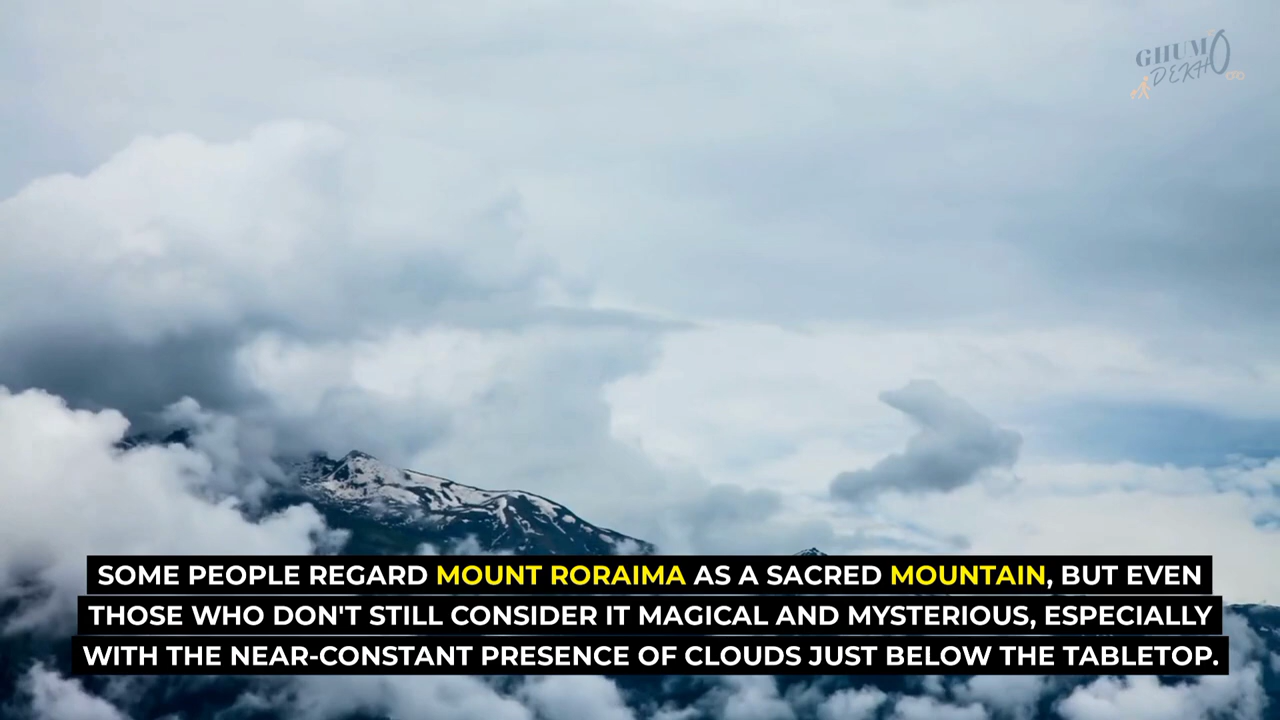 GHUMO
DEKHO
SOME PEOPLE REGARD MOUNT RORAIMA AS A SACRED MOUNTAIN, BUT EVEN
THOSE WHO DON'T STILL CONSIDER IT MAGICAL AND MYSTERIOUS, ESPECIALLY
WITH THE NEAR-CONSTANT PRESENCE OF CLOUDS JUST BELOW THE TABLETOP.